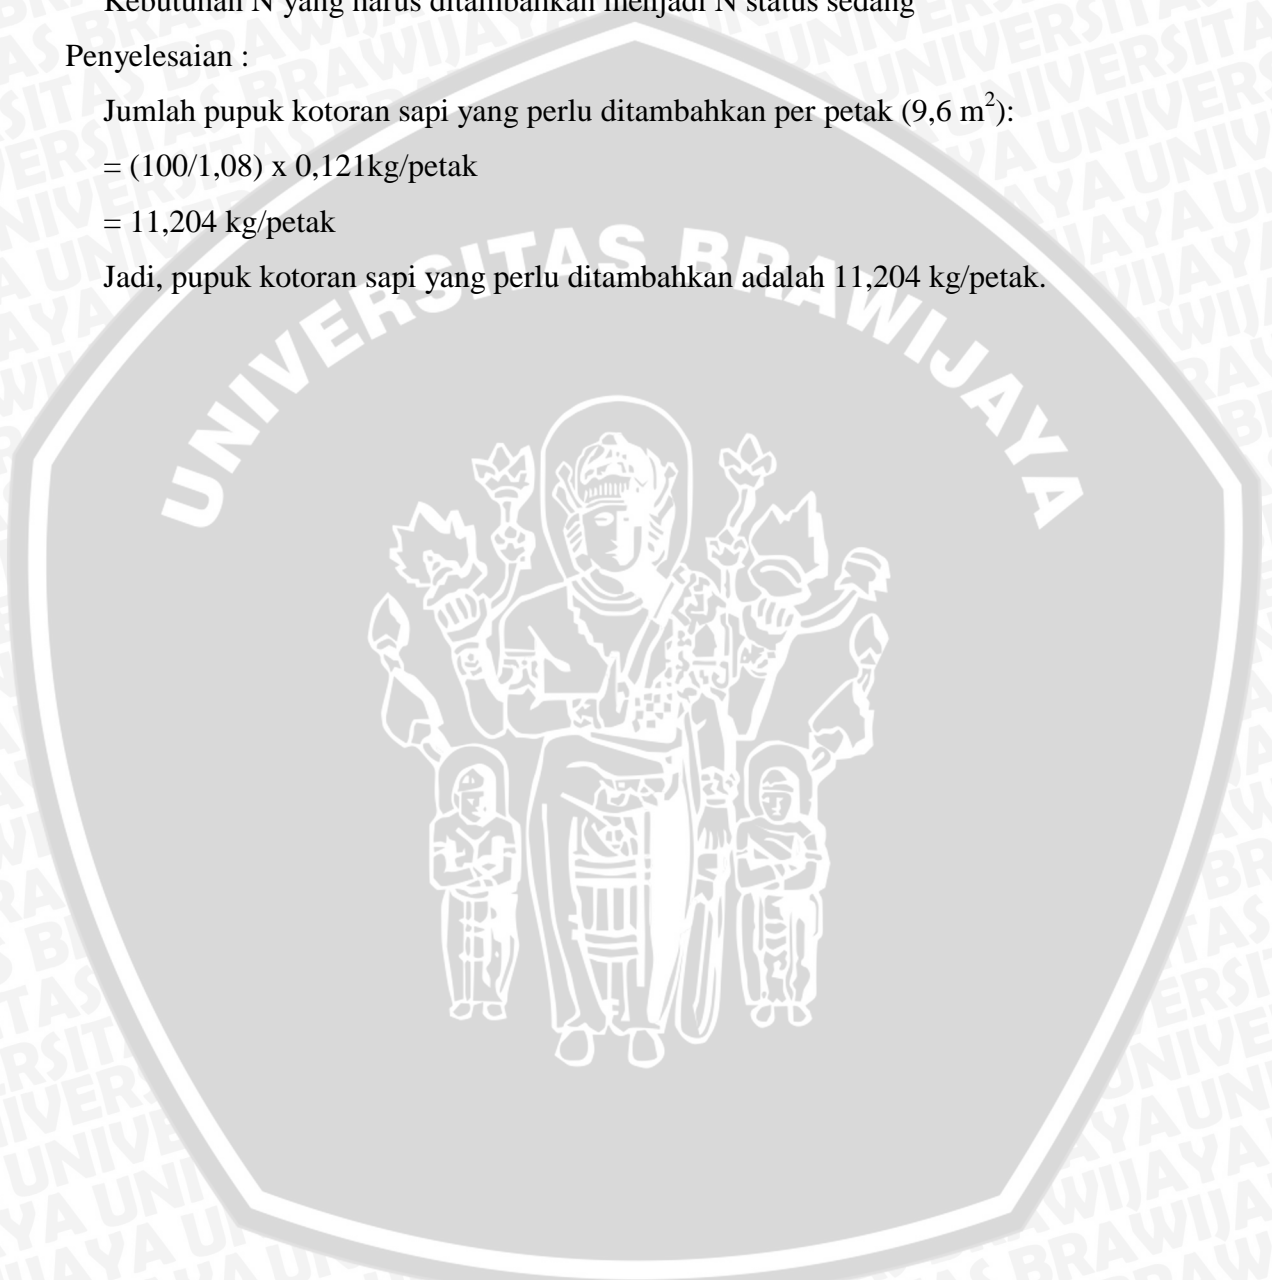 Kebutuhan N yang harus ditambahkan menjadi N status sedang
Penyelesaian :
Jumlah pupuk kotoran sapi yang perlu ditambahkan per petak (9,6 m²):
= (100/1,08) x 0,121kg/petak
= 11,204 kg/petak
Jadi, pupuk kotoran sapi yang perlu ditambahkan adalah 11,204 kg/petak.
UNIVERSITAS BRAWIJAYA